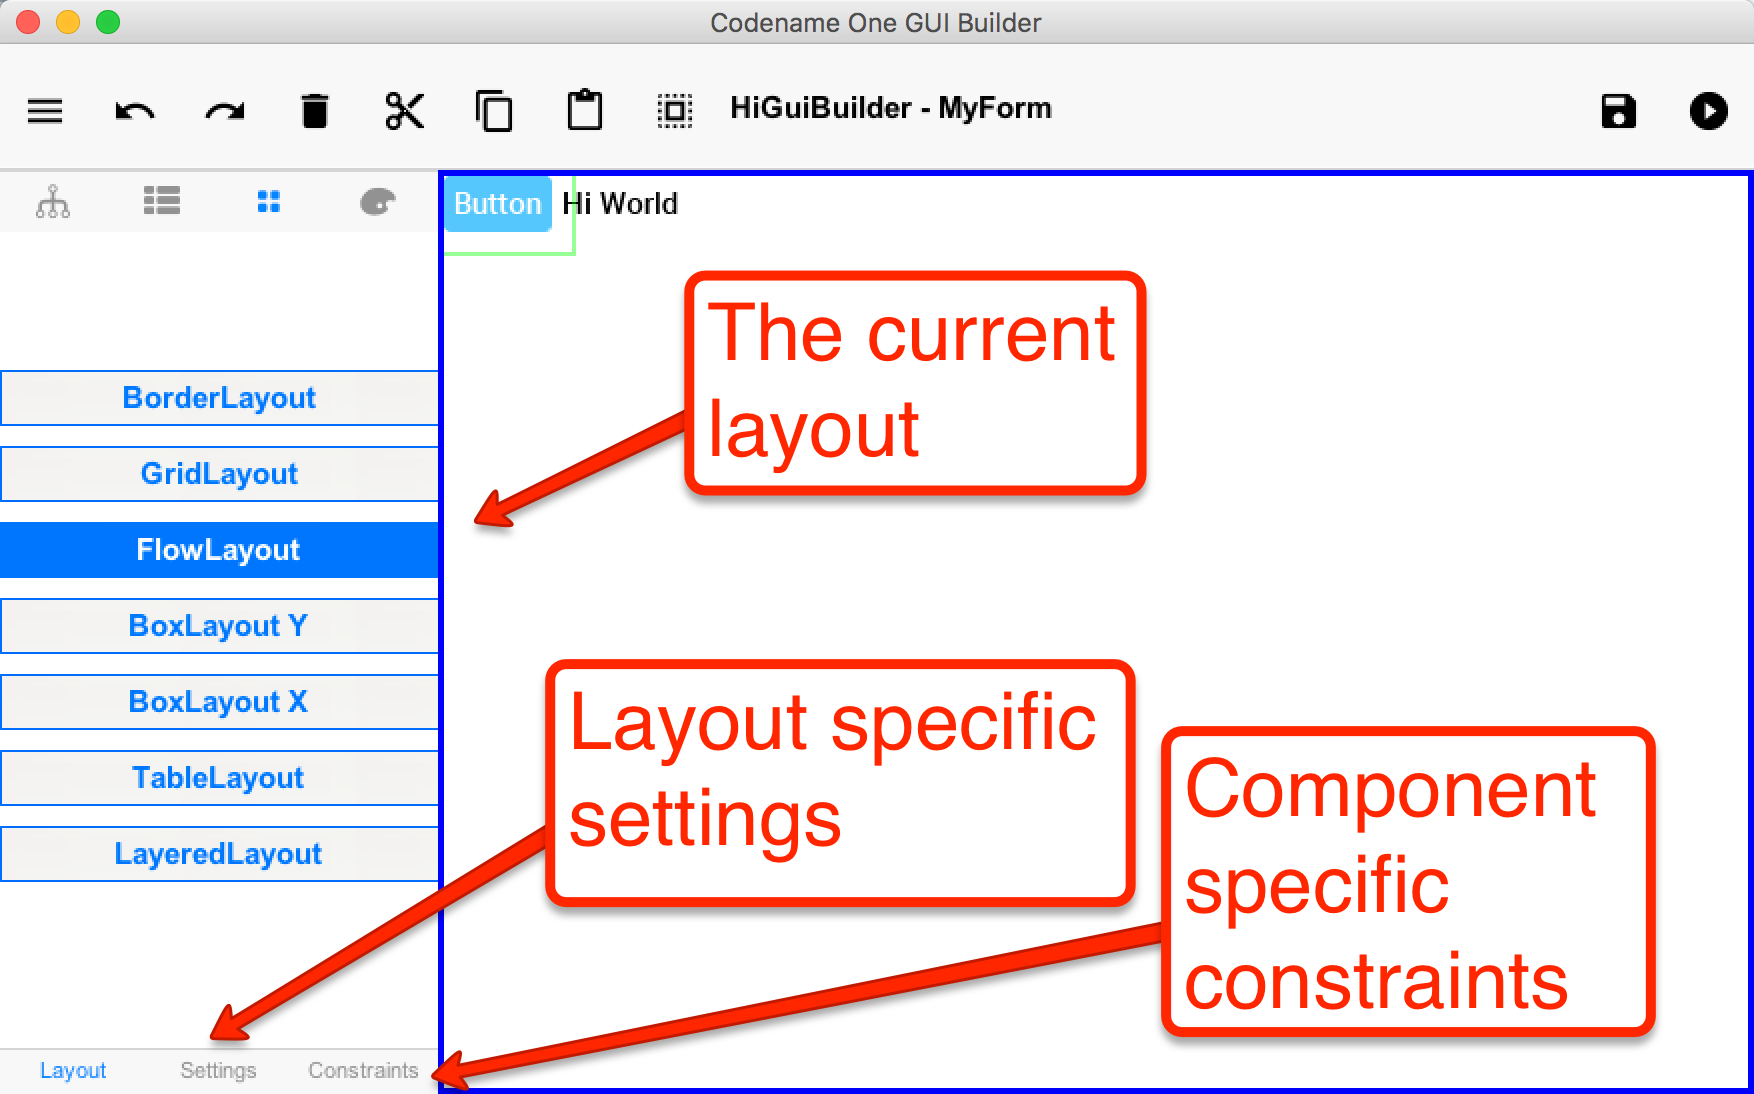 Codename One GUI Builder
HiGuiBuilder - MyForm
Button Hi World
The current
layout
BorderLayout
GridLayout
FlowLayout
BoxLayout Y
BoxLayout X
TableLayout
LayeredLayout
Layout specific
settings
Component
specific
constraints
Layout Settings Constraints